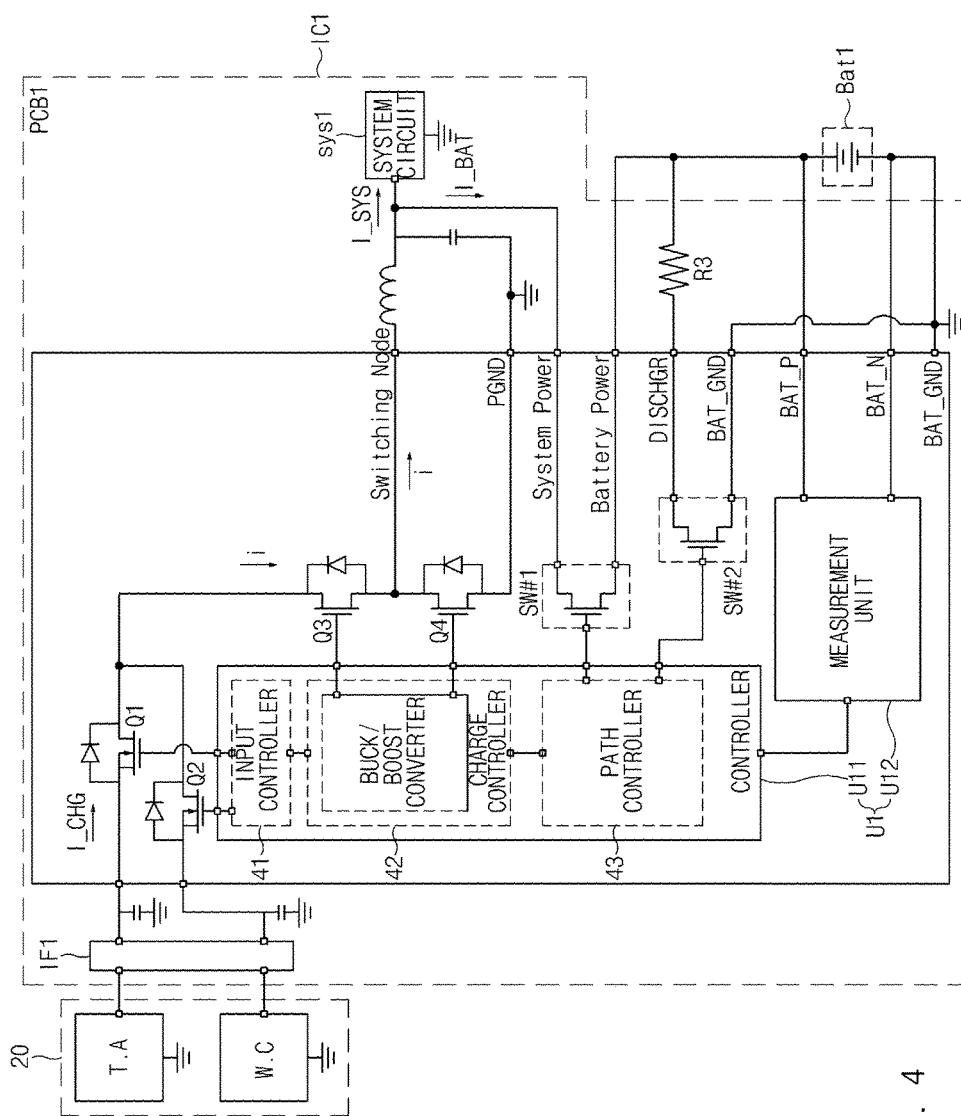 PCB1
IC1
20
T.A
W.C
IF1
I_CHG
Q1
Q2
INPUT
CONTROLLER
41
BUCK/
BOOST
CONVERTER
CHARGE
CONTROLLER
42
PATH
CONTROLLER
43
CONTROLLER
U11
U12
U1
MEASUREMENT
UNIT
Q3
Q4
i
i
SW#1
SW#2
Switching Node
PGND
System Power
Battery Power
DISCHGR
BAT_GND
BAT_P
BAT_N
BAT_GND
I_SYS
I_BAT
sys1
SYSTEM
CIRCUIT
R3
Bat1
4